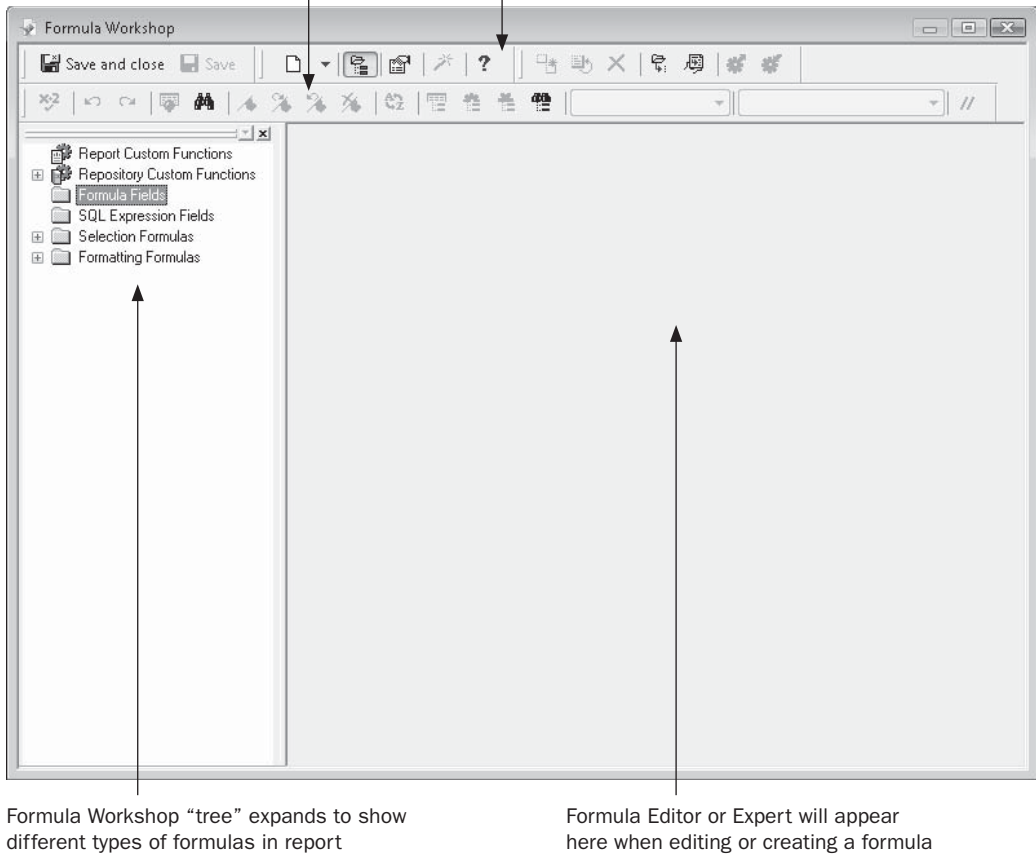 Formula Workshop
Save and close Save ?
x+2 A Z //
Report Custom Functions
Repository Custom Functions
Formula Fields
SQL Expression Fields
Selection Formulas
Formatting Formulas
Formula Workshop “tree” expands to show
different types of formulas in report
Formula Editor or Expert will appear
here when editing or creating a formula